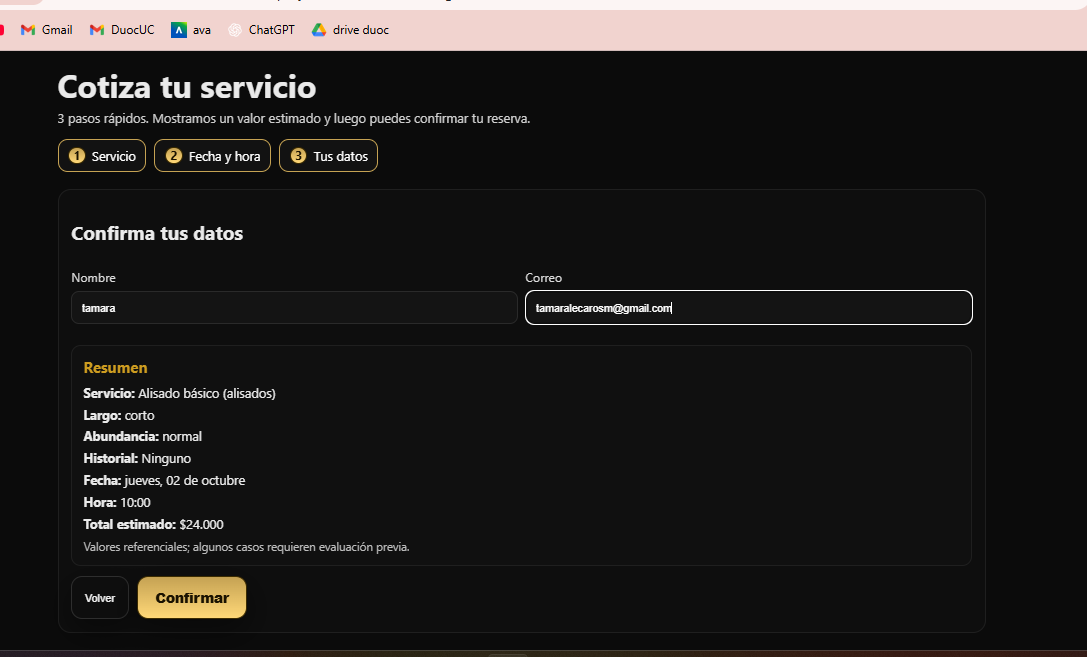 Gmail DuocUC ava ChatGPT drive duoc
Cotiza tu servicio
3 pasos rápidos. Mostramos un valor estimado y luego puedes confirmar tu reserva.
1 Servicio 2 Fecha y hora 3 Tus datos
Confirma tus datos
Nombre Correo
tamara tamaralecarosm@gmail.com
Resumen
Servicio: Alisado básico (alisados)
Largo: corto
Abundancia: normal
Historial: Ninguno
Fecha: jueves, 02 de octubre
Hora: 10:00
Total estimado: $24.000
Valores referenciales; algunos casos requieren evaluación previa.
Volver Confirmar